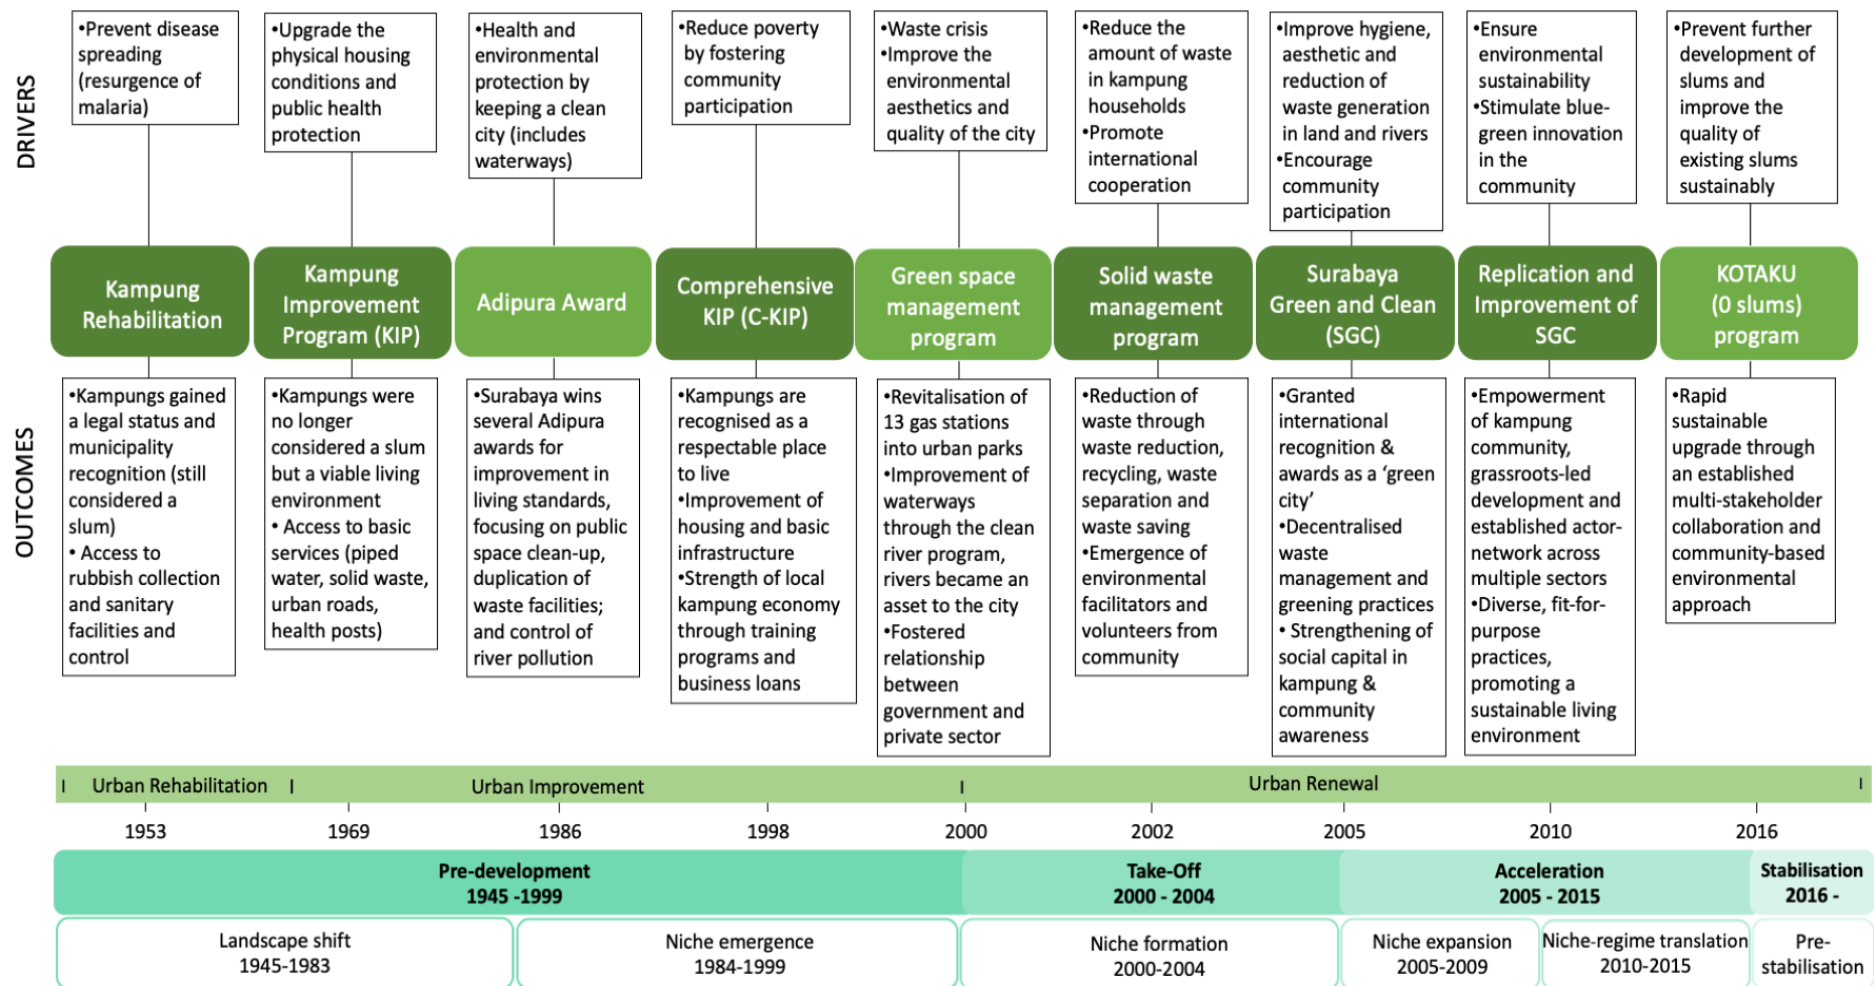 DRIVERS
•Prevent disease
spreading
(resurgence of
malaria)
•Upgrade the
physical housing
conditions and
public health
protection
•Health and
environmental
protection by
keeping a clean
city (includes
waterways)
•Reduce poverty
by fostering
community
participation
•Waste crisis
•Improve the
environmental
aesthetics and
quality of the city
•Reduce the
amount of waste
in kampung
households
•Promote
international
cooperation
•Improve hygiene,
aesthetic and
reduction of
waste generation
in land and rivers
•Encourage
community
participation
•Ensure
environmental
sustainability
•Stimulate blue-
green innovation
in the
community
•Prevent further
development of
slums and
improve the
quality of
existing slums
sustainably
Kampung
Rehabilitation
Kampung
Improvement
Program (KIP)
Adipura Award
Comprehensive
KIP (C-KIP)
Green space
management
program
Solid waste
management
program
Surabaya
Green and Clean
(SGC)
Replication and
Improvement of
SGC
KOTAKU
(0 slums)
program
OUTCOMES
•Kampungs gained
a legal status and
municipality
recognition (still
considered a
slum)
• Access to
rubbish collection
and sanitary
facilities and
control
•Kampungs were
no longer
considered a slum
but a viable living
environment
• Access to basic
services (piped
water, solid waste,
urban roads,
health posts)
•Surabaya wins
several Adipura
awards for
improvement in
living standards,
focusing on public
space clean-up,
duplication of
waste facilities;
and control of
river pollution
•Kampungs are
recognised as a
respectable place
to live
•Improvement of
housing and basic
infrastructure
•Strength of local
kampung economy
through training
programs and
business loans
•Revitalisation of
13 gas stations
into urban parks
•Improvement of
waterways
through the clean
river program,
rivers became an
asset to the city
•Fostered
relationship
between
government and
private sector
•Reduction of
waste through
waste reduction,
recycling, waste
separation and
waste saving
•Emergence of
environmental
facilitators and
volunteers from
community
•Granted
international
recognition &
awards as a ‘green
city’
•Decentralised
waste
management and
greening practices
• Strengthening of
social capital in
kampung &
community
awareness
•Empowerment
of kampung
community,
grassroots-led
development and
established actor-
network across
multiple sectors
•Diverse, fit-for-
purpose
practices,
promoting a
sustainable living
environment
•Rapid
sustainable
upgrade through
an established
multi-stakeholder
collaboration and
community-based
environmental
approach
Urban Rehabilitation
Urban Improvement
Urban Renewal
1953
1969
1986
1998
2000
2002
2005
2010
2016
Pre-development
1945 -1999
Take-Off
2000 - 2004
Acceleration
2005 - 2015
Stabilisation
2016 -
Landscape shift
1945-1983
Niche emergence
1984-1999
Niche formation
2000-2004
Niche expansion
2005-2009
Niche-regime translation
2010-2015
Pre-
stabilisation